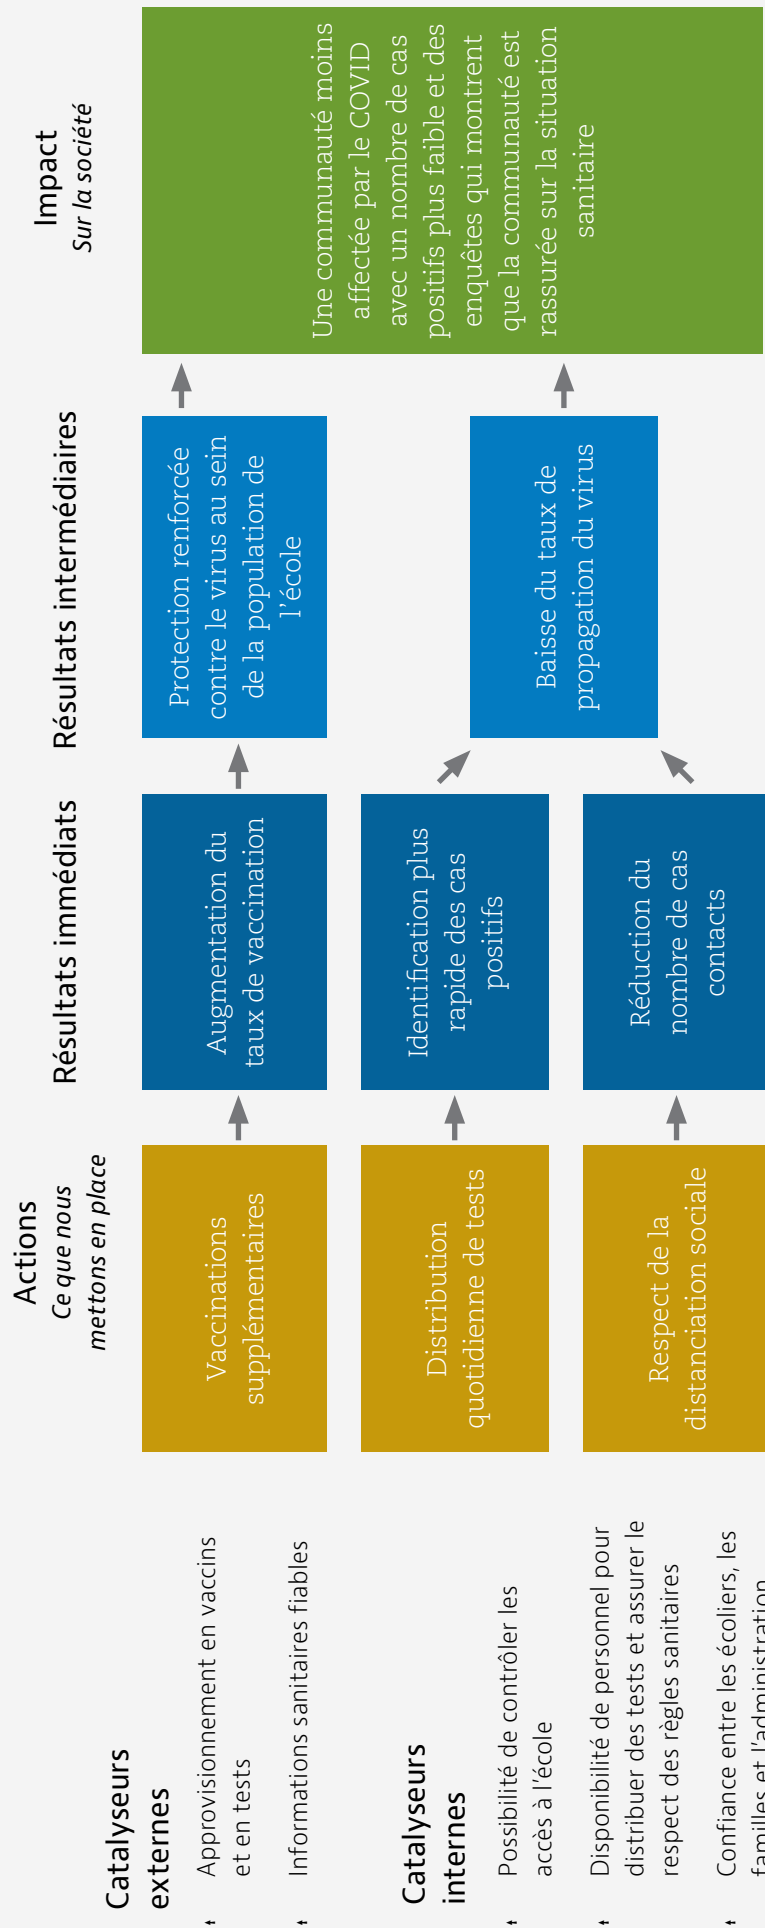 Catalyseurs
externes
Approvisionnement en vaccins
et en tests
Informations sanitaires fiables
Catalyseurs
internes
Possibilité de contrôler les
accès à l'école
Disponibilité de personnel pour
distribuer des tests et assurer le
respect des règles sanitaires
Confiance entre les écoliers, les
familles et l'administration
Actions
Ce que nous
mettons en place
Vaccinations
supplémentaires
Distribution
quotidienne de tests
Respect de la
distanciation sociale
Résultats immédiats
Augmentation du
taux de vaccination
Identification plus
rapide des cas
positifs
Réduction du
nombre de cas
contacts
Résultats intermédiaires
Protection renforcée
contre le virus au sein
de la population de
l'école
Baisse du taux de
propagation du virus
Impact
Sur la société
Une communauté moins
affectée par le COVID
avec un nombre de cas
positifs plus faible et des
enquêtes qui montrent
que la communauté est
rassurée sur la situation
sanitaire